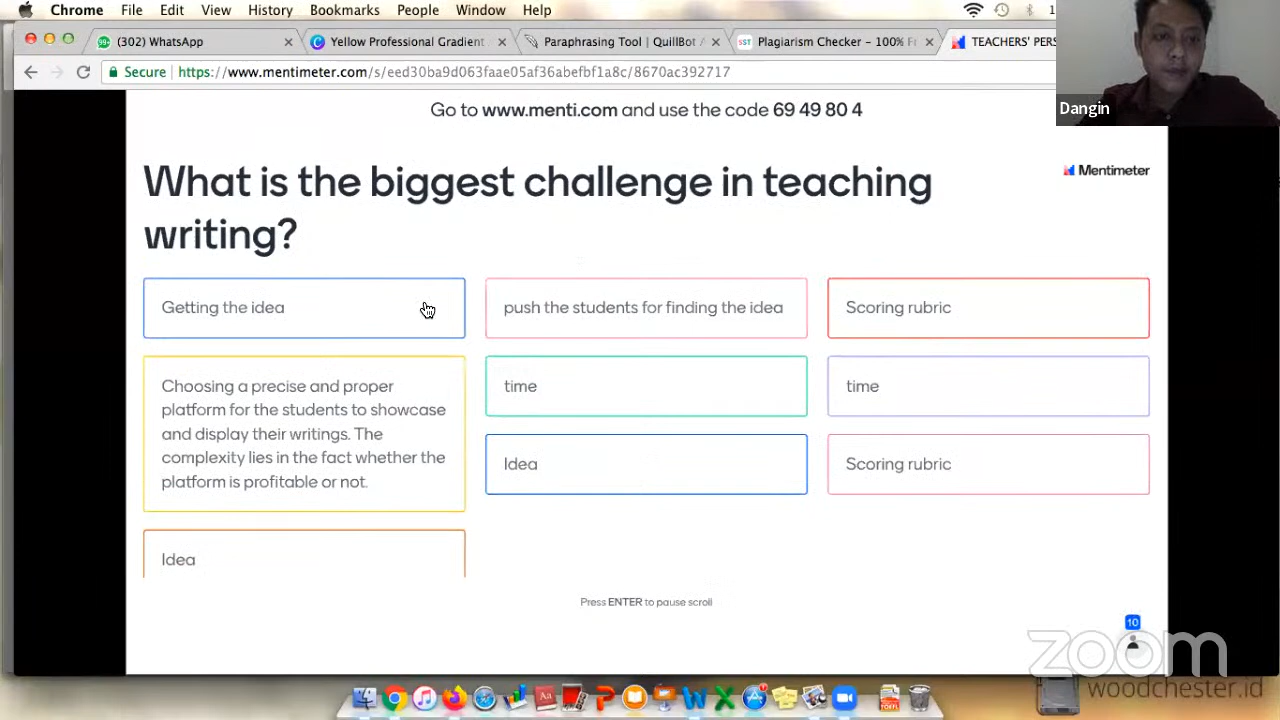 Chrome File Edit View History Bookmarks People Window Help
99+ (302) WhatsApp
Yellow Professional Gradient
Paraphrasing Tool | QuillBot
SST Plagiarism Checker - 100%
TEACHERS' PERS
Secure https://www.mentimeter.com/s/eed30ba9d063faae05af36abefbf1a8c/8670ac392717
Dangin
Go to www.menti.com and use the code 69 49 80 4
What is the biggest challenge in teaching
writing?
Mentimeter
Getting the idea
push the students for finding the idea
Scoring rubric
Choosing a precise and proper
platform for the students to showcase
and display their writings. The
complexity lies in the fact whether the
platform is profitable or not.
time
time
Idea
Scoring rubric
Idea
Press ENTER to pause scroll
10
zoom
woodchester.id